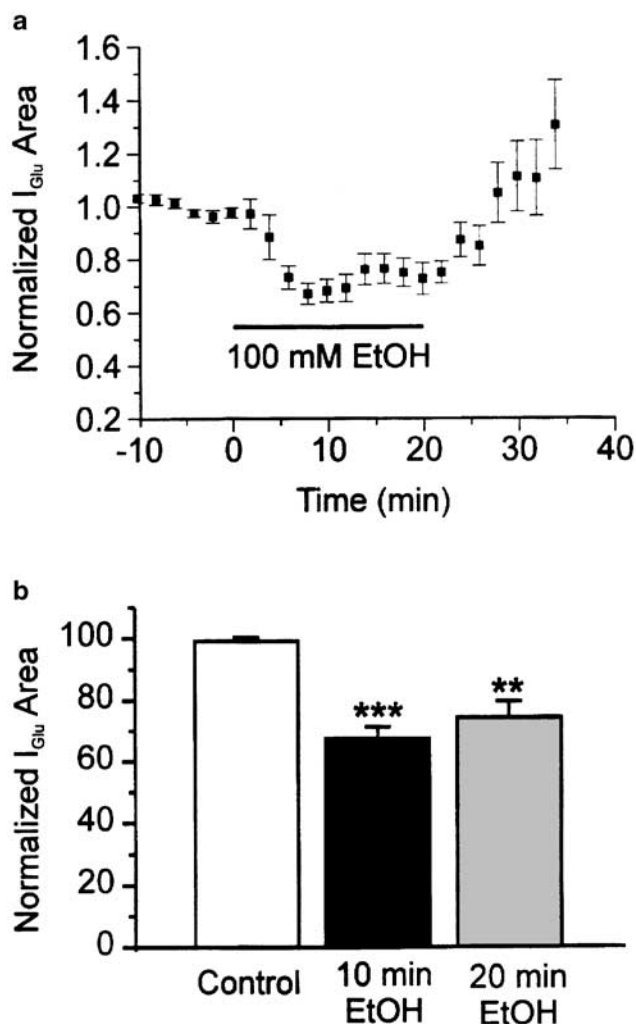 a
Normalized I_Glu Area
1.6
1.4
1.2
1.0
0.8
0.6
0.4
0.2
100 mM EtOH
-10 0 10 20 30 40
Time (min)
b
Normalized I_Glu Area
100
80
60
40
20
0
***
**
Control
10 min
EtOH
20 min
EtOH